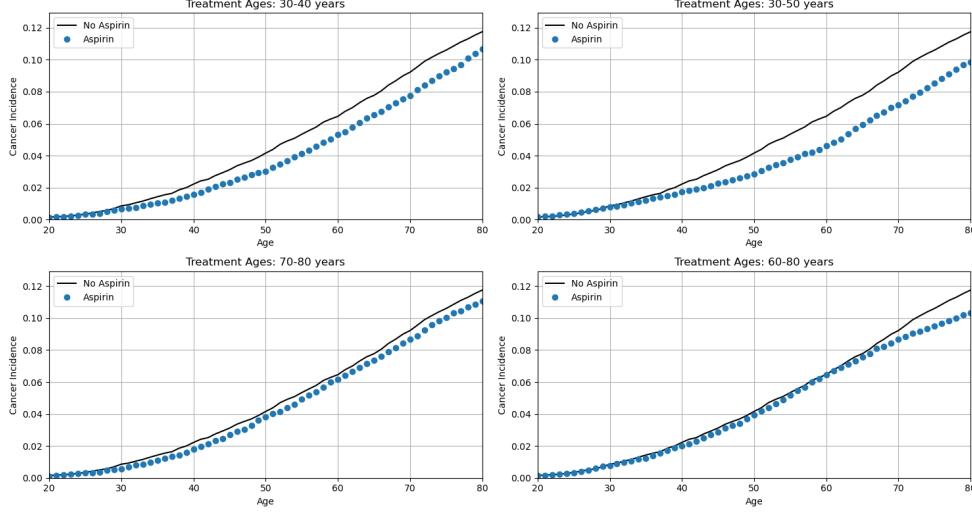 Treatment Ages: 30-40 years
No Aspirin
Aspirin
Cancer Incidence
0.12
0.10
0.08
0.06
0.04
0.02
0.00
20 30 40 50 60 70 80
Age
Treatment Ages: 30-50 years
No Aspirin
Aspirin
Cancer Incidence
0.12
0.10
0.08
0.06
0.04
0.02
0.00
20 30 40 50 60 70 80
Age
Treatment Ages: 70-80 years
No Aspirin
Aspirin
Cancer Incidence
0.12
0.10
0.08
0.06
0.04
0.02
0.00
20 30 40 50 60 70 80
Age
Treatment Ages: 60-80 years
No Aspirin
Aspirin
Cancer Incidence
0.12
0.10
0.08
0.06
0.04
0.02
0.00
20 30 40 50 60 70 80
Age